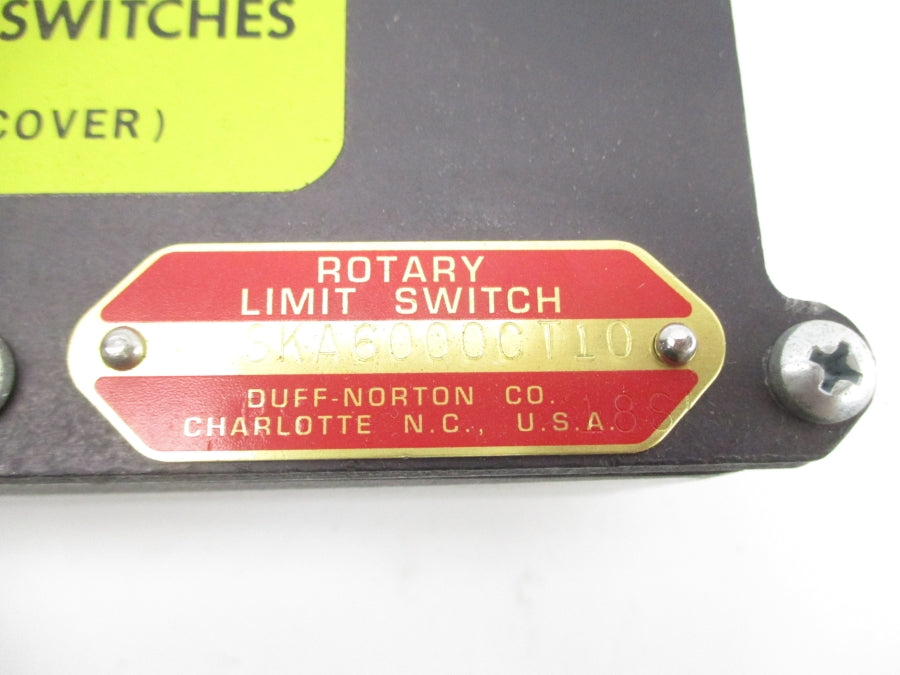 SWITCHES
COVER)
ROTARY
LIMIT SWITCH
SKA6000CT10
DUFF-NORTON CO.
CHARLOTTE N.C., U.S.A.